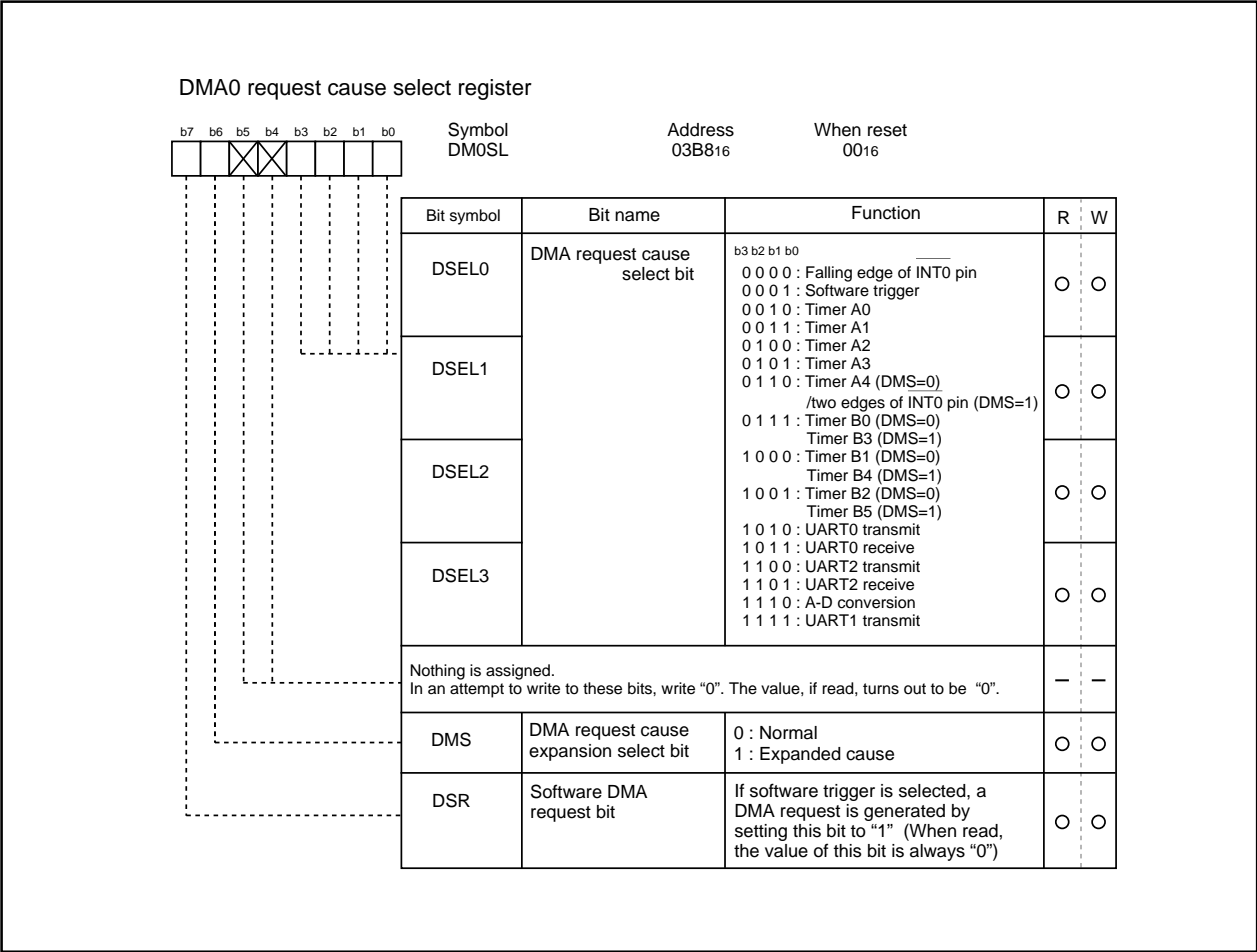 DMA0 request cause select register
b7 b6 b5 b4 b3 b2 b1 b0
Symbol Address When reset
DM0SL 03B816 0016
Bit symbol Bit name Function R W
DSEL0
DSEL1
DSEL2
DSEL3
DMA request cause
select bit
b3 b2 b1 b0
0 0 0 0 : Falling edge of INT0 pin
0 0 0 1 : Software trigger
0 0 1 0 : Timer A0
0 0 1 1 : Timer A1
0 1 0 0 : Timer A2
0 1 0 1 : Timer A3
0 1 1 0 : Timer A4 (DMS=0)
/two edges of INT0 pin (DMS=1)
0 1 1 1 : Timer B0 (DMS=0)
Timer B3 (DMS=1)
1 0 0 0 : Timer B1 (DMS=0)
Timer B4 (DMS=1)
1 0 0 1 : Timer B2 (DMS=0)
Timer B5 (DMS=1)
1 0 1 0 : UART0 transmit
1 0 1 1 : UART0 receive
1 1 0 0 : UART2 transmit
1 1 0 1 : UART2 receive
1 1 1 0 : A-D conversion
1 1 1 1 : UART1 transmit
Nothing is assigned.
In an attempt to write to these bits, write “0”. The value, if read, turns out to be “0”.
DMS
DMA request cause
expansion select bit
0 : Normal
1 : Expanded cause
DSR
Software DMA
request bit
If software trigger is selected, a
DMA request is generated by
setting this bit to “1” (When read,
the value of this bit is always “0”)